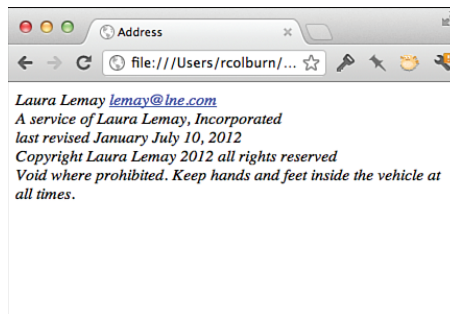 Address
file:///Users/rcolburn/...
Laura Lemay lemay@lne.com
A service of Laura Lemay, Incorporated
last revised January July 10, 2012
Copyright Laura Lemay 2012 all rights reserved
Void where prohibited. Keep hands and feet inside the vehicle at
all times.